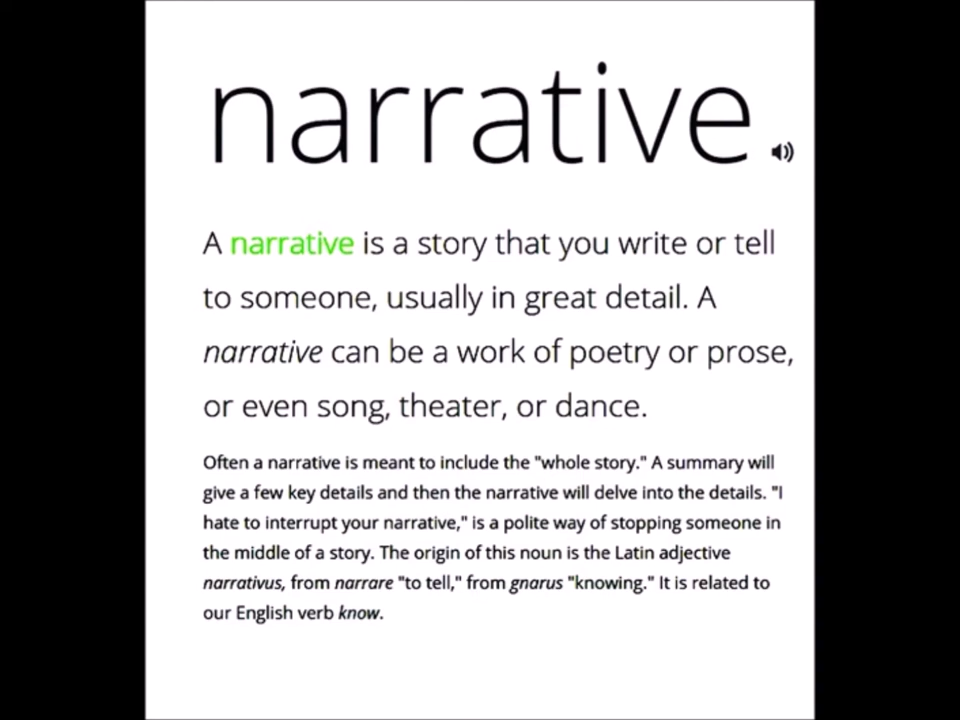 narrative
A narrative is a story that you write or tell
to someone, usually in great detail. A
narrative can be a work of poetry or prose,
or even song, theater, or dance.
Often a narrative is meant to include the "whole story." A summary will
give a few key details and then the narrative will delve into the details. "I
hate to interrupt your narrative," is a polite way of stopping someone in
the middle of a story. The origin of this noun is the Latin adjective
narrativus, from narrare "to tell," from gnarus "knowing." It is related to
our English verb know.